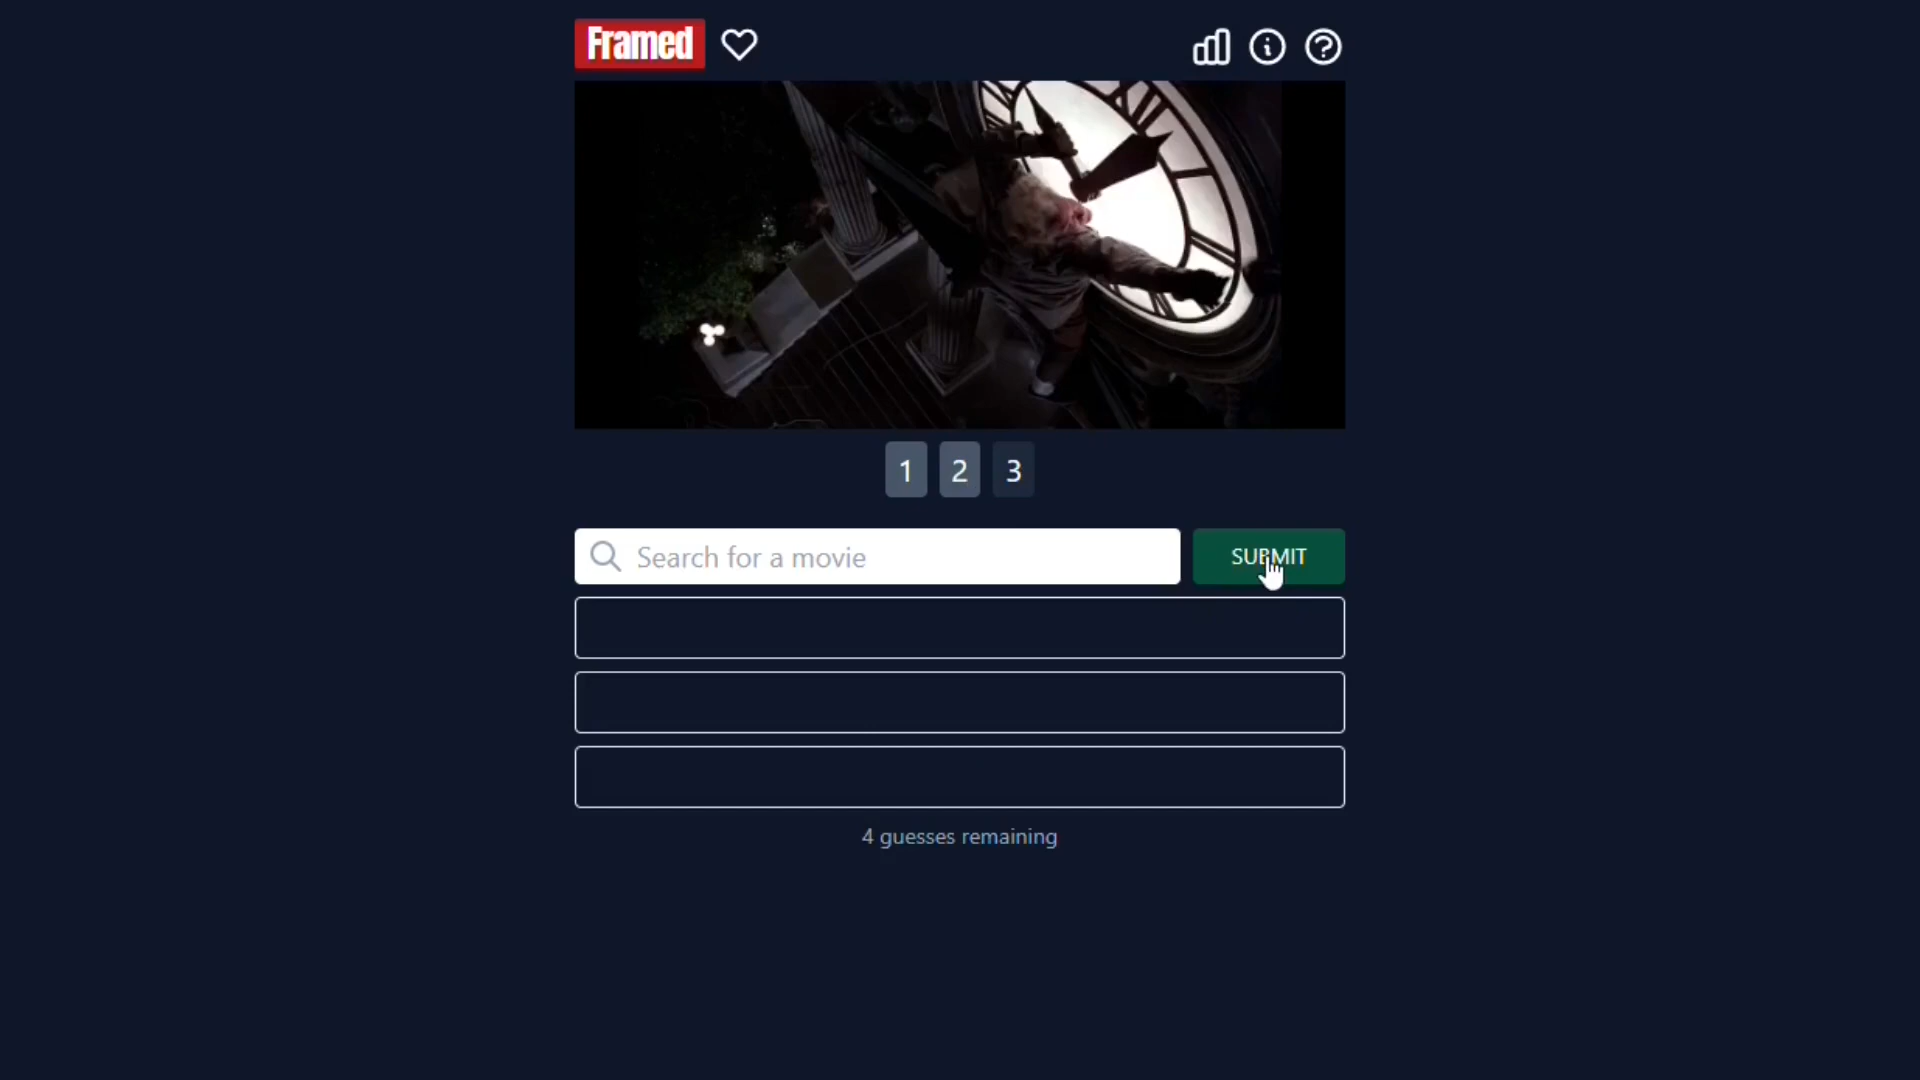 Framed
1 2 3
Search for a movie
SUBMIT
4 guesses remaining